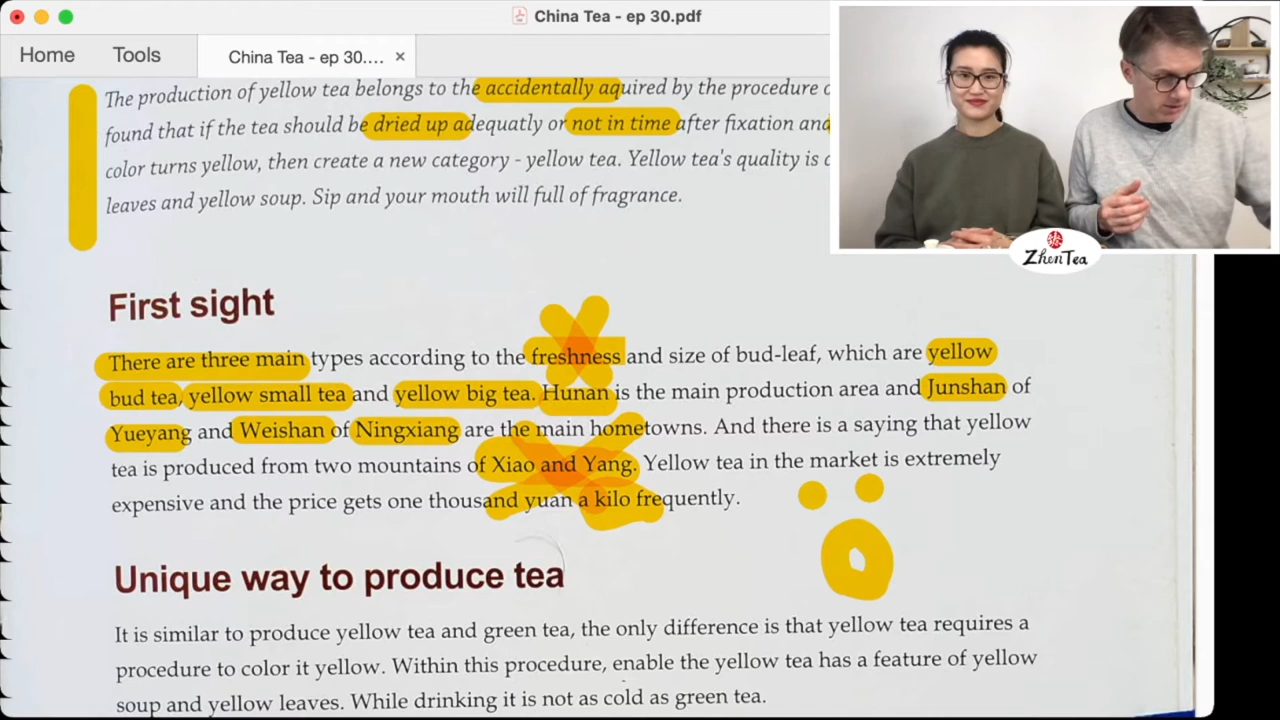 China Tea - ep 30.pdf
Home Tools China Tea - ep 30.... ×
The production of yellow tea belongs to the accidentally aquired by the procedure
found that if the tea should be dried up adequatly or not in time after fixation and
color turns yellow, then create a new category - yellow tea. Yellow tea's quality is
leaves and yellow soup. Sip and your mouth will full of fragrance.
ZhenTea
First sight
There are three main types according to the freshness and size of bud-leaf, which are yellow
bud tea, yellow small tea and yellow big tea. Hunan is the main production area and Junshan of
Yueyang and Weishan of Ningxiang are the main hometowns. And there is a saying that yellow
tea is produced from two mountains of Xiao and Yang. Yellow tea in the market is extremely
expensive and the price gets one thousand yuan a kilo frequently.
Unique way to produce tea
It is similar to produce yellow tea and green tea, the only difference is that yellow tea requires a
procedure to color it yellow. Within this procedure, enable the yellow tea has a feature of yellow
soup and yellow leaves. While drinking it is not as cold as green tea.